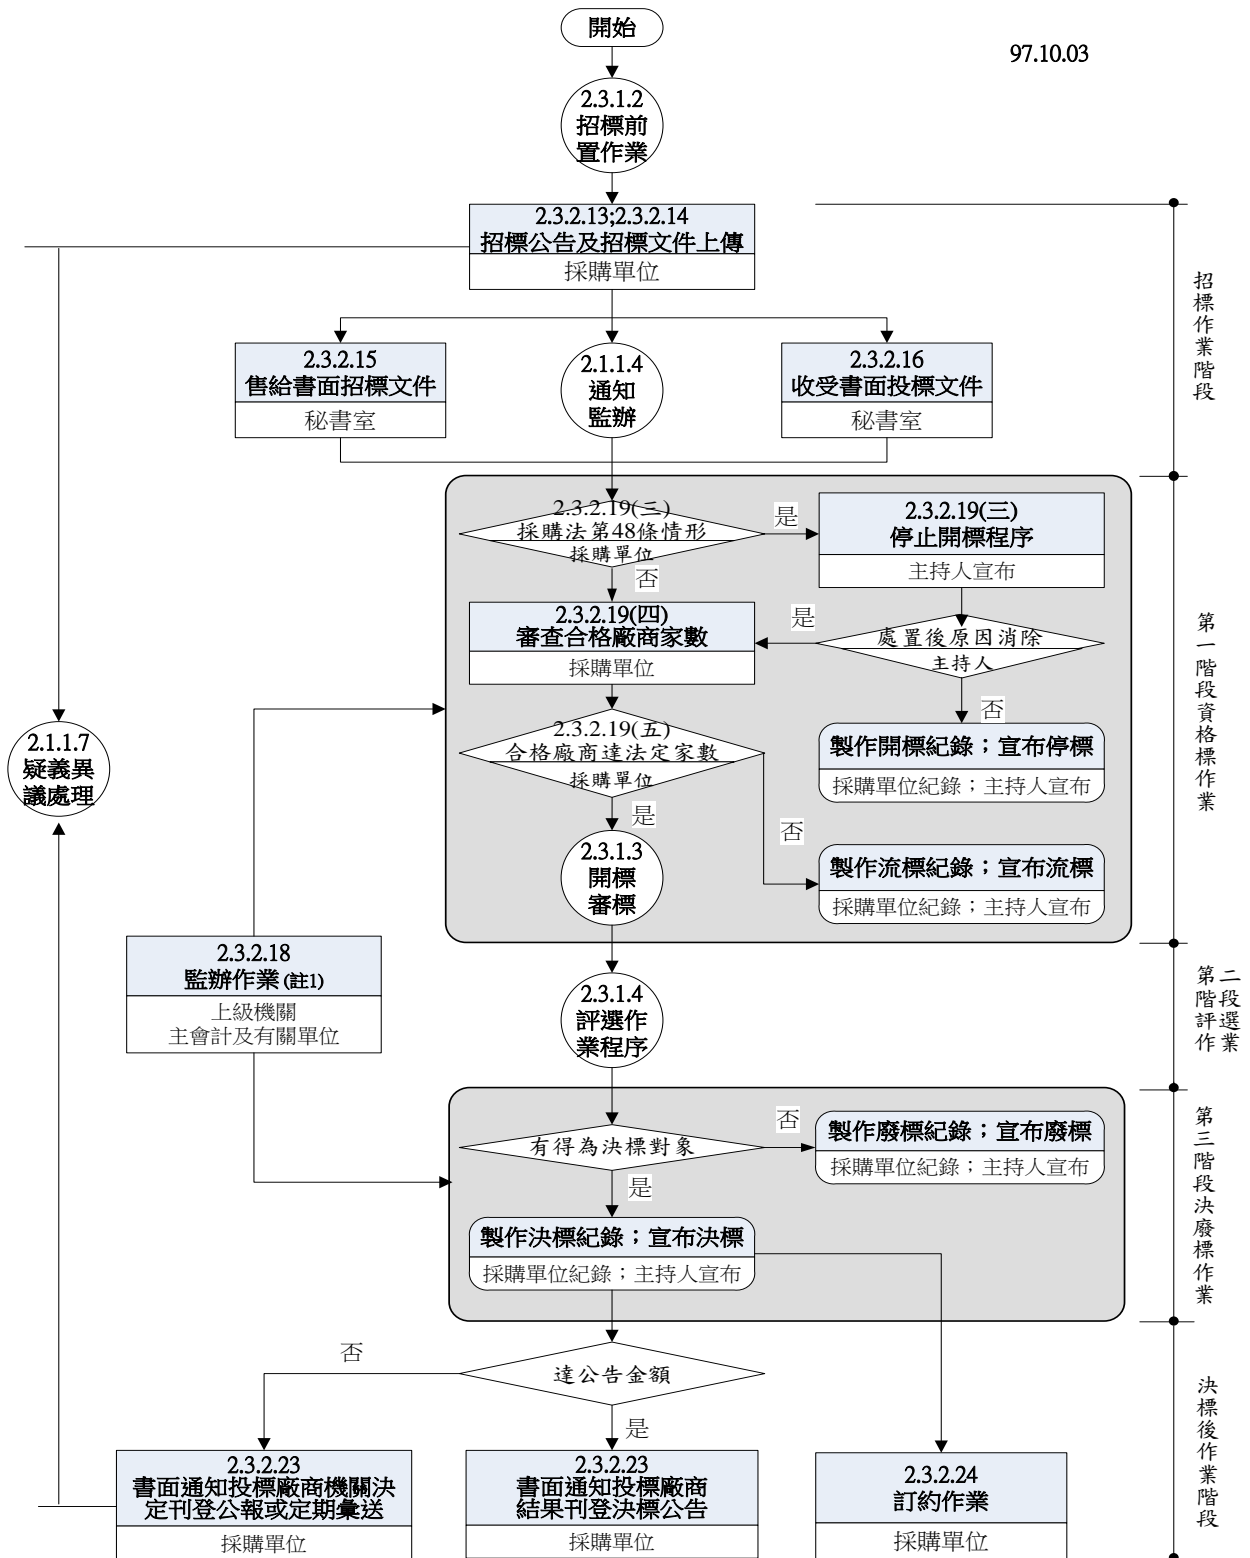 開始
97.10.03
2.3.1.2
招標前
置作業
2.3.2.13;2.3.2.14
招標公告及招標文件上傳
採購單位
招標作業階段
2.3.2.15
售給書面招標文件
秘書室
2.1.1.4
通知
監辦
2.3.2.16
收受書面投標文件
秘書室
2.3.2.19(三)
採購法第48條情形
採購單位
是
否
2.3.2.19(三)
停止開標程序
主持人宣布
2.3.2.19(四)
審查合格廠商家數
採購單位
是
處置後原因消除
主持人
否
第一階段資格標作業
2.3.2.19(五)
合格廠商達法定家數
採購單位
是
否
製作開標紀錄；宣布停標
採購單位紀錄；主持人宣布
2.1.1.7
疑義異
議處理
2.3.1.3
開標
審標
製作流標紀錄；宣布流標
採購單位紀錄；主持人宣布
2.3.2.18
監辦作業(註1)
上級機關
主會計及有關單位
2.3.1.4
評選作
業程序
第二
階段
評選
作業
有得為決標對象
否
是
製作廢標紀錄；宣布廢標
採購單位紀錄；主持人宣布
第三階段決廢標作業
製作決標紀錄；宣布決標
採購單位紀錄；主持人宣布
達公告金額
否
是
決標後作業階段
2.3.2.23
書面通知投標廠商機關決
定刊登公報或定期彙送
採購單位
2.3.2.23
書面通知投標廠商
結果刊登決標公告
採購單位
2.3.2.24
訂約作業
採購單位